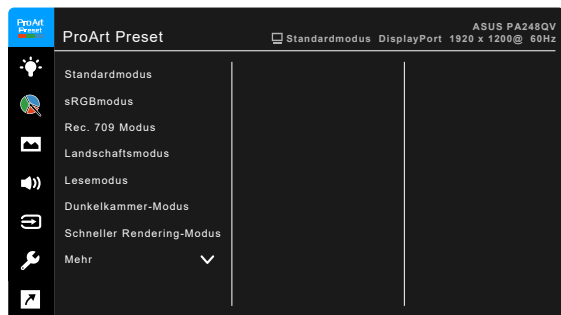 ProArt
Preset
ProArt Preset
ASUS PA248QV
Standardmodus DisplayPort 1920 x 1200@ 60Hz
Standardmodus
sRGBmodus
Rec. 709 Modus
Landschaftsmodus
Lesemodus
Dunkelkammer-Modus
Schneller Rendering-Modus
Mehr